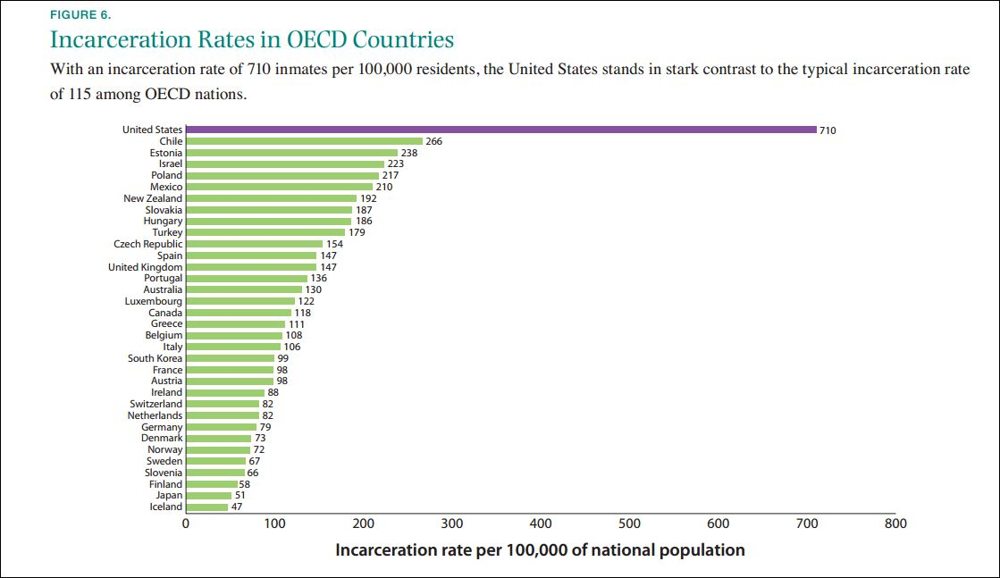 FIGURE 6.
Incarceration Rates in OECD Countries
With an incarceration rate of 710 inmates per 100,000 residents, the United States stands in stark contrast to the typical incarceration rate
of 115 among OECD nations.
United States 710
Chile 266
Estonia 238
Israel 223
Poland 217
Mexico 210
New Zealand 192
Slovakia 187
Hungary 186
Turkey 179
Czech Republic 154
Spain 147
United Kingdom 147
Portugal 136
Australia 130
Luxembourg 122
Canada 118
Greece 111
Belgium 108
Italy 106
South Korea 99
France 98
Austria 98
Ireland 88
Switzerland 82
Netherlands 82
Germany 79
Denmark 73
Norway 72
Sweden 67
Slovenia 66
Finland 58
Japan 51
Iceland 47
0 100 200 300 400 500 600 700 800
Incarceration rate per 100,000 of national population